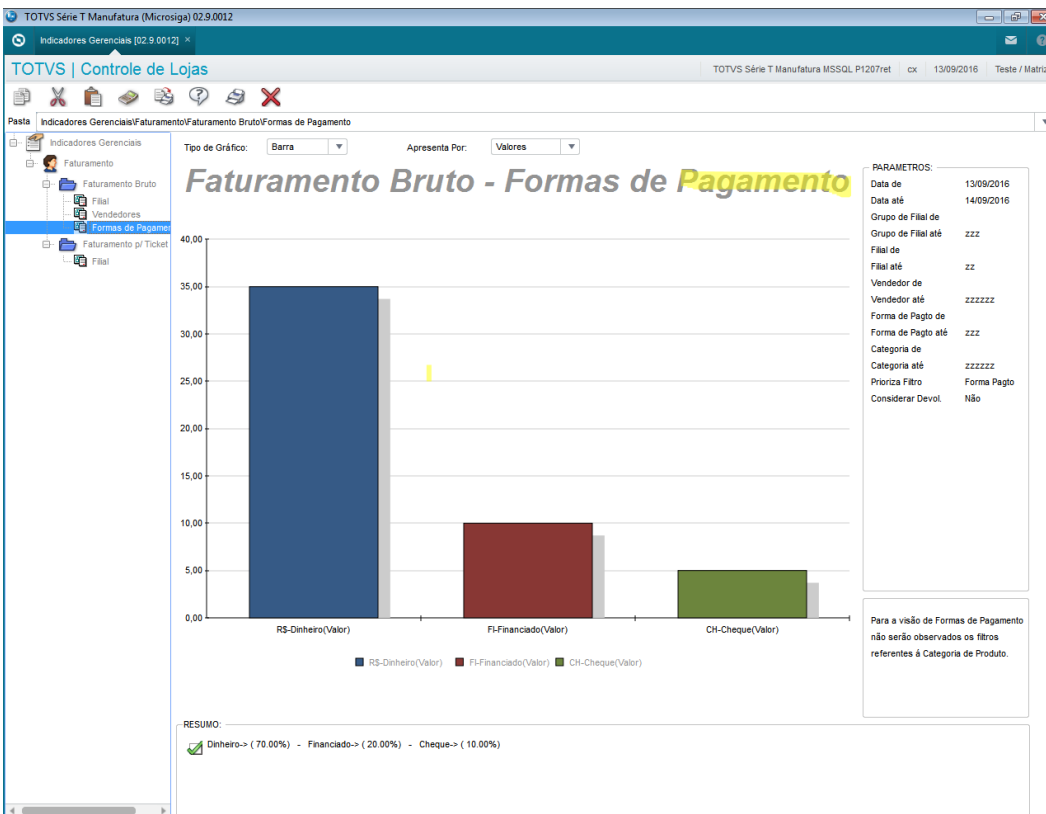 TOTVS Série T Manufatura (Microsiga) 02.9.0012
Indicadores Gerenciais [02.9.0012] ×
TOTVS | Controle de Lojas
TOTVS Série T Manufatura MSSQL P1207ret cx 13/09/2016 Teste / Matriz
Pasta Indicadores Gerenciais\Faturamento\Faturamento Bruto\Formas de Pagamento
Indicadores Gerenciais
Faturamento
Faturamento Bruto
Filial
Vendedores
Formas de Pagamen
Faturamento p/ Ticket
Filial
Tipo de Gráfico: Barra Apresenta Por: Valores
Faturamento Bruto - Formas de Pagamento
40,00
35,00
30,00
25,00
20,00
15,00
10,00
5,00
0,00
R$-Dinheiro(Valor) FI-Financiado(Valor) CH-Cheque(Valor)
R$-Dinheiro(Valor) FI-Financiado(Valor) CH-Cheque(Valor)
PARAMETROS:
Data de 13/09/2016
Data até 14/09/2016
Grupo de Filial de
Grupo de Filial até zzz
Filial de
Filial até zz
Vendedor de
Vendedor até zzzzzz
Forma de Pagto de
Forma de Pagto até zzz
Categoria de
Categoria até zzzzzz
Prioriza Filtro Forma Pagto
Considerar Devol. Não
Para a visão de Formas de Pagamento
não serão observados os filtros
referentes á Categoria de Produto.
RESUMO:
Dinheiro-> ( 70.00%) - Financiado-> ( 20.00%) - Cheque-> ( 10.00%)